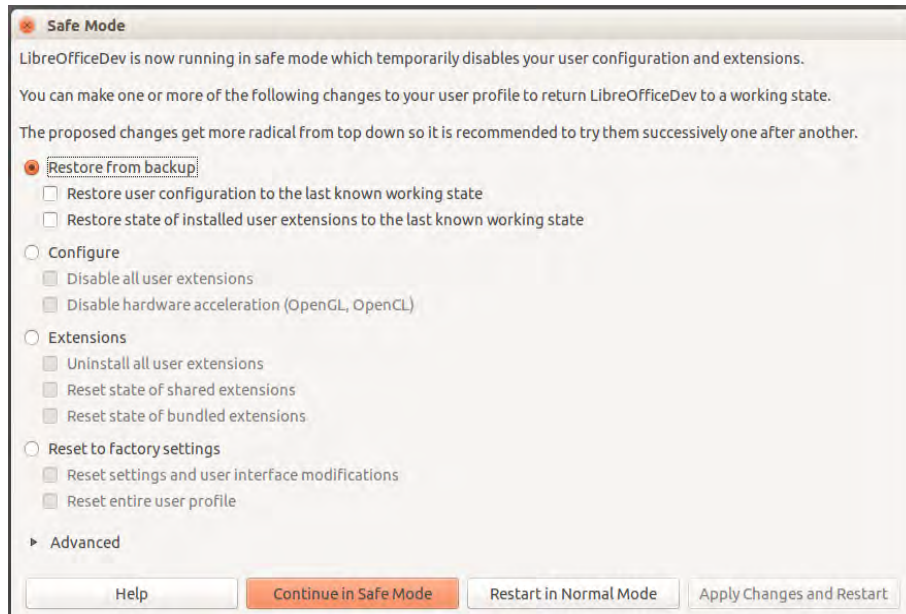 Safe Mode
LibreOfficeDev is now running in safe mode which temporarily disables your user configuration and extensions.
You can make one or more of the following changes to your user profile to return LibreOfficeDev to a working state.
The proposed changes get more radical from top down so it is recommended to try them successively one after another.
Restore from backup
Restore user configuration to the last known working state
Restore state of installed user extensions to the last known working state
Configure
Disable all user extensions
Disable hardware acceleration (OpenGL, OpenCL)
Extensions
Uninstall all user extensions
Reset state of shared extensions
Reset state of bundled extensions
Reset to factory settings
Reset settings and user interface modifications
Reset entire user profile
Advanced
Help Continue in Safe Mode Restart in Normal Mode Apply Changes and Restart